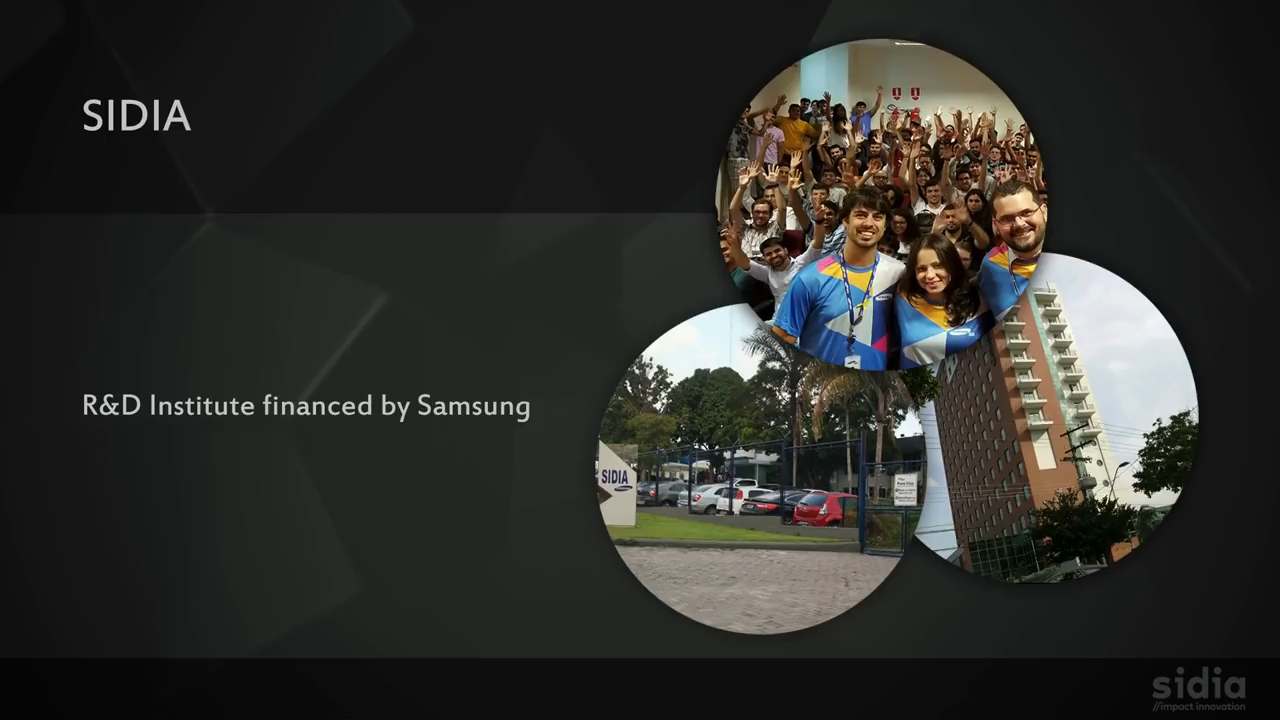 SIDIA
R&D Institute financed by Samsung
SIDIA
sidia
//impact innovation